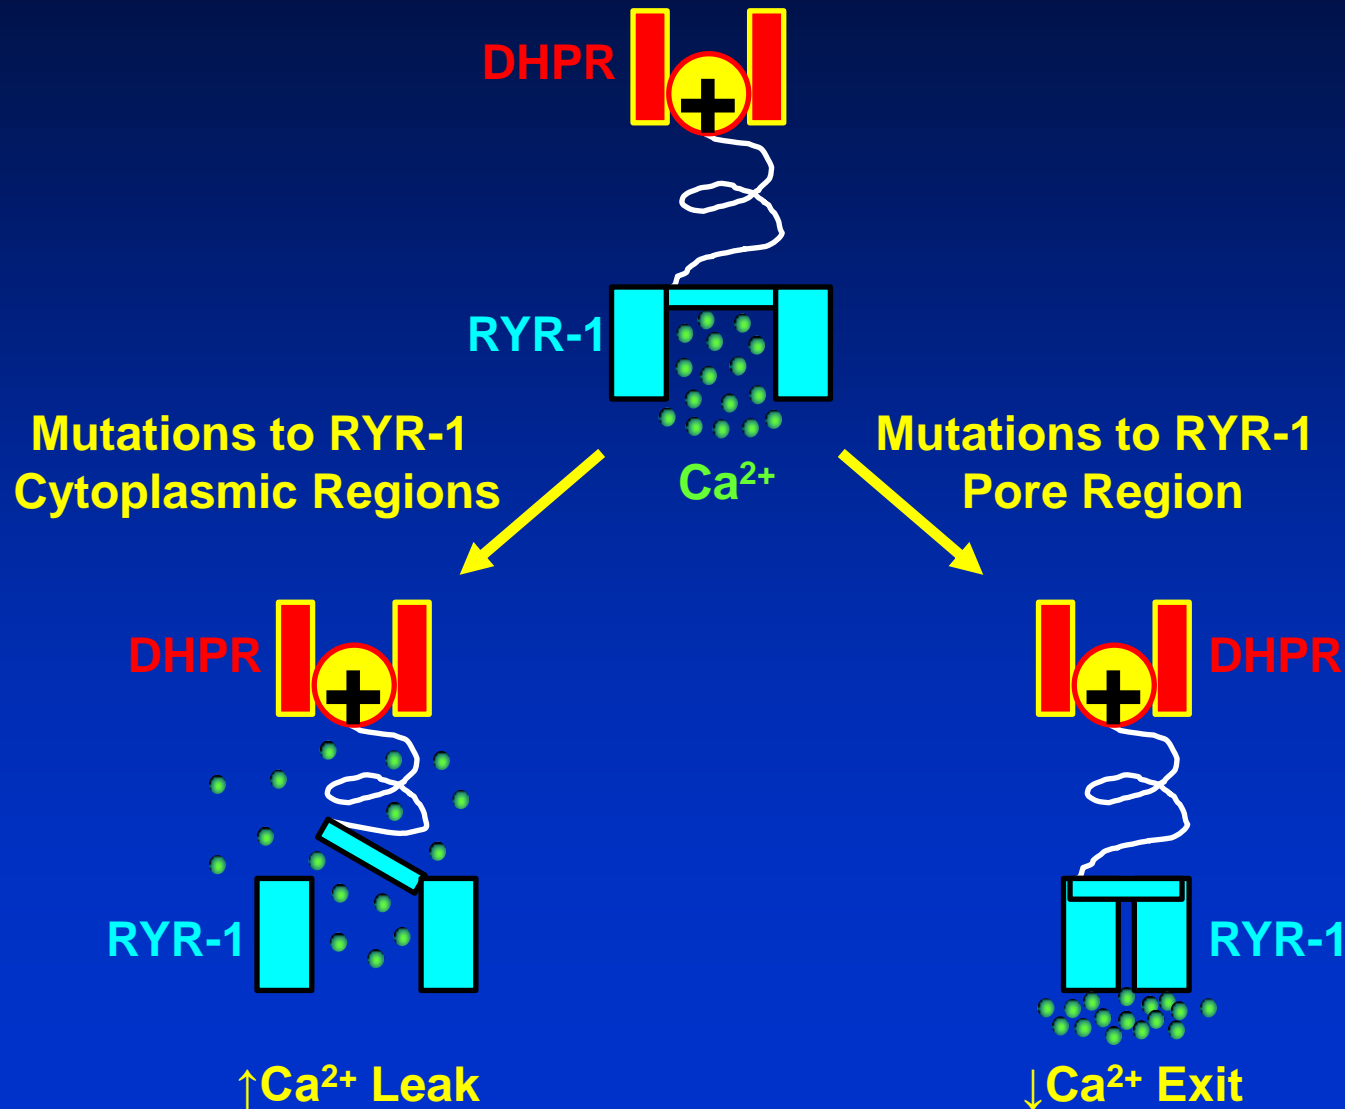 DHPR
+
RYR-1
Mutations to RYR-1
Cytoplasmic Regions
Ca²⁺
Mutations to RYR-1
Pore Region
DHPR
+
RYR-1
↑Ca²⁺ Leak
+
DHPR
RYR-1
↓Ca²⁺ Exit